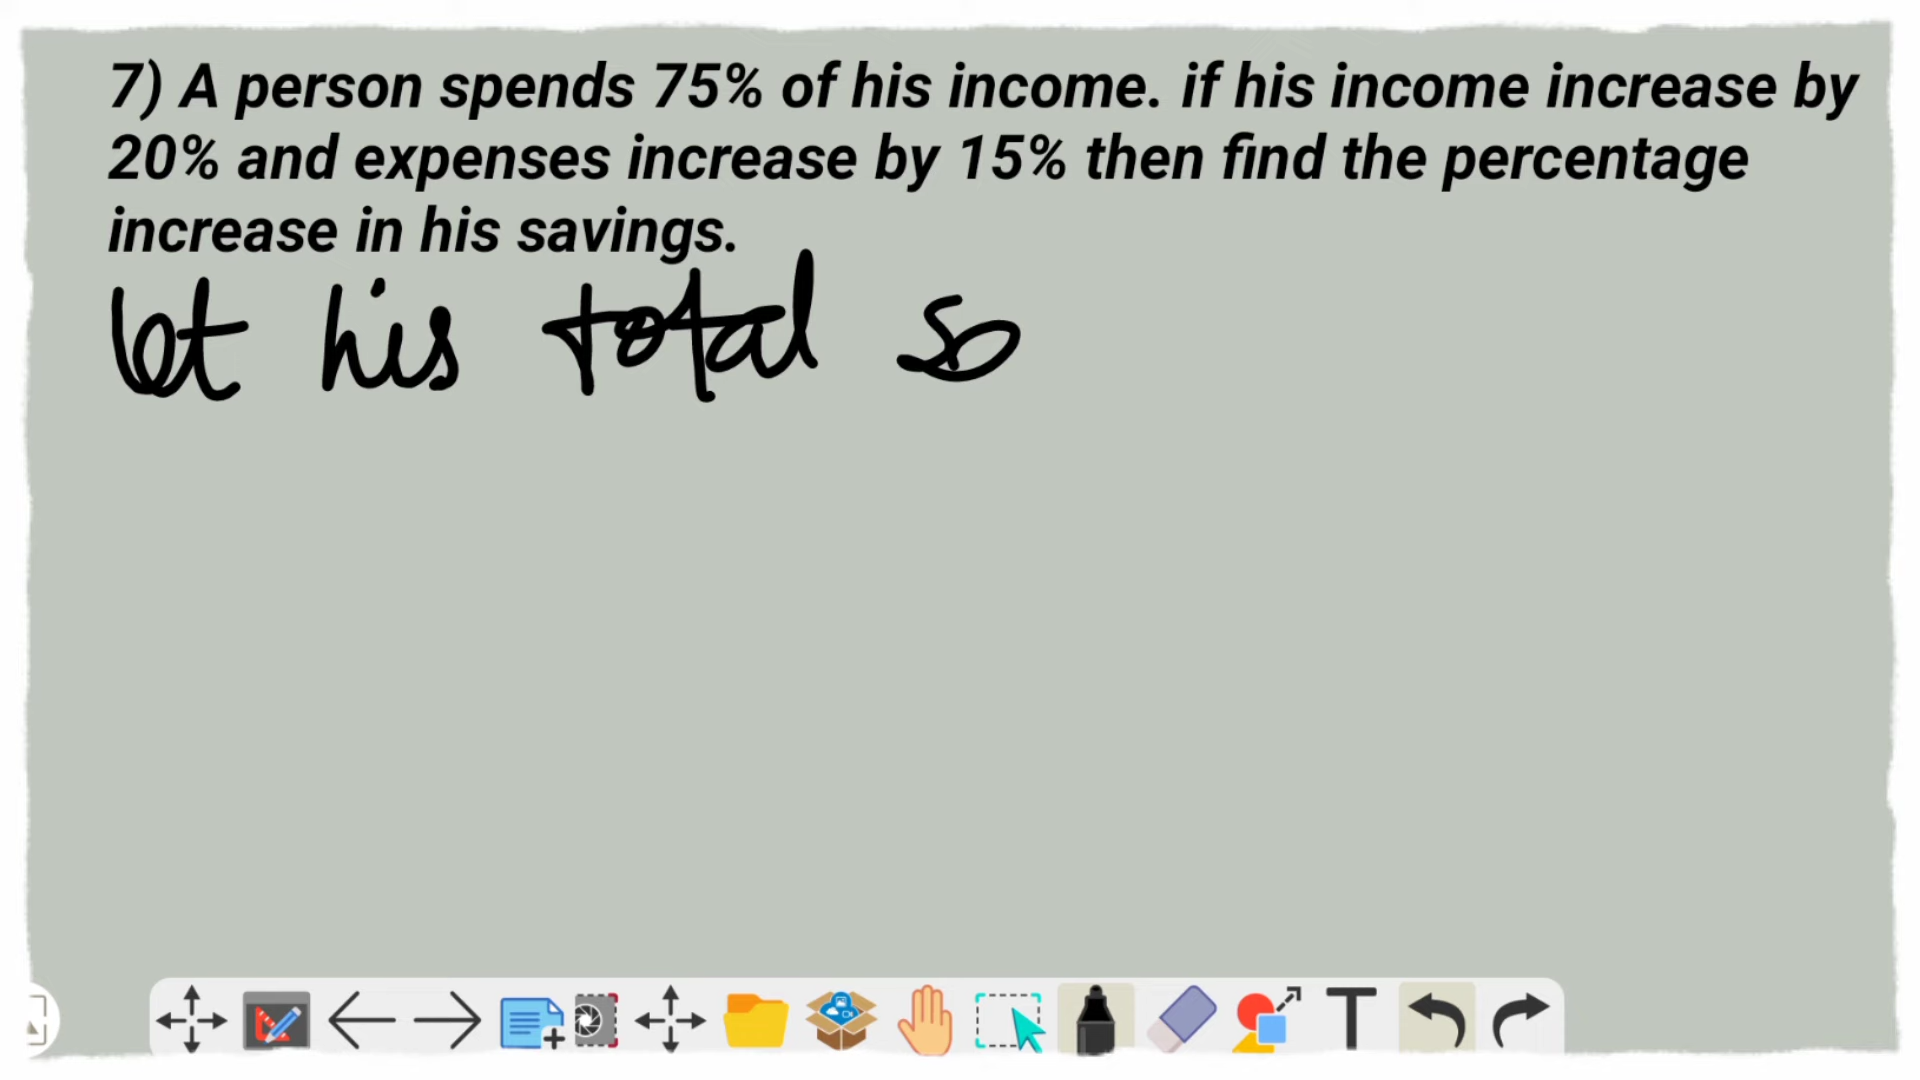 7) A person spends 75% of his income. if his income increase by
20% and expenses increase by 15% then find the percentage
increase in his savings.
let his total